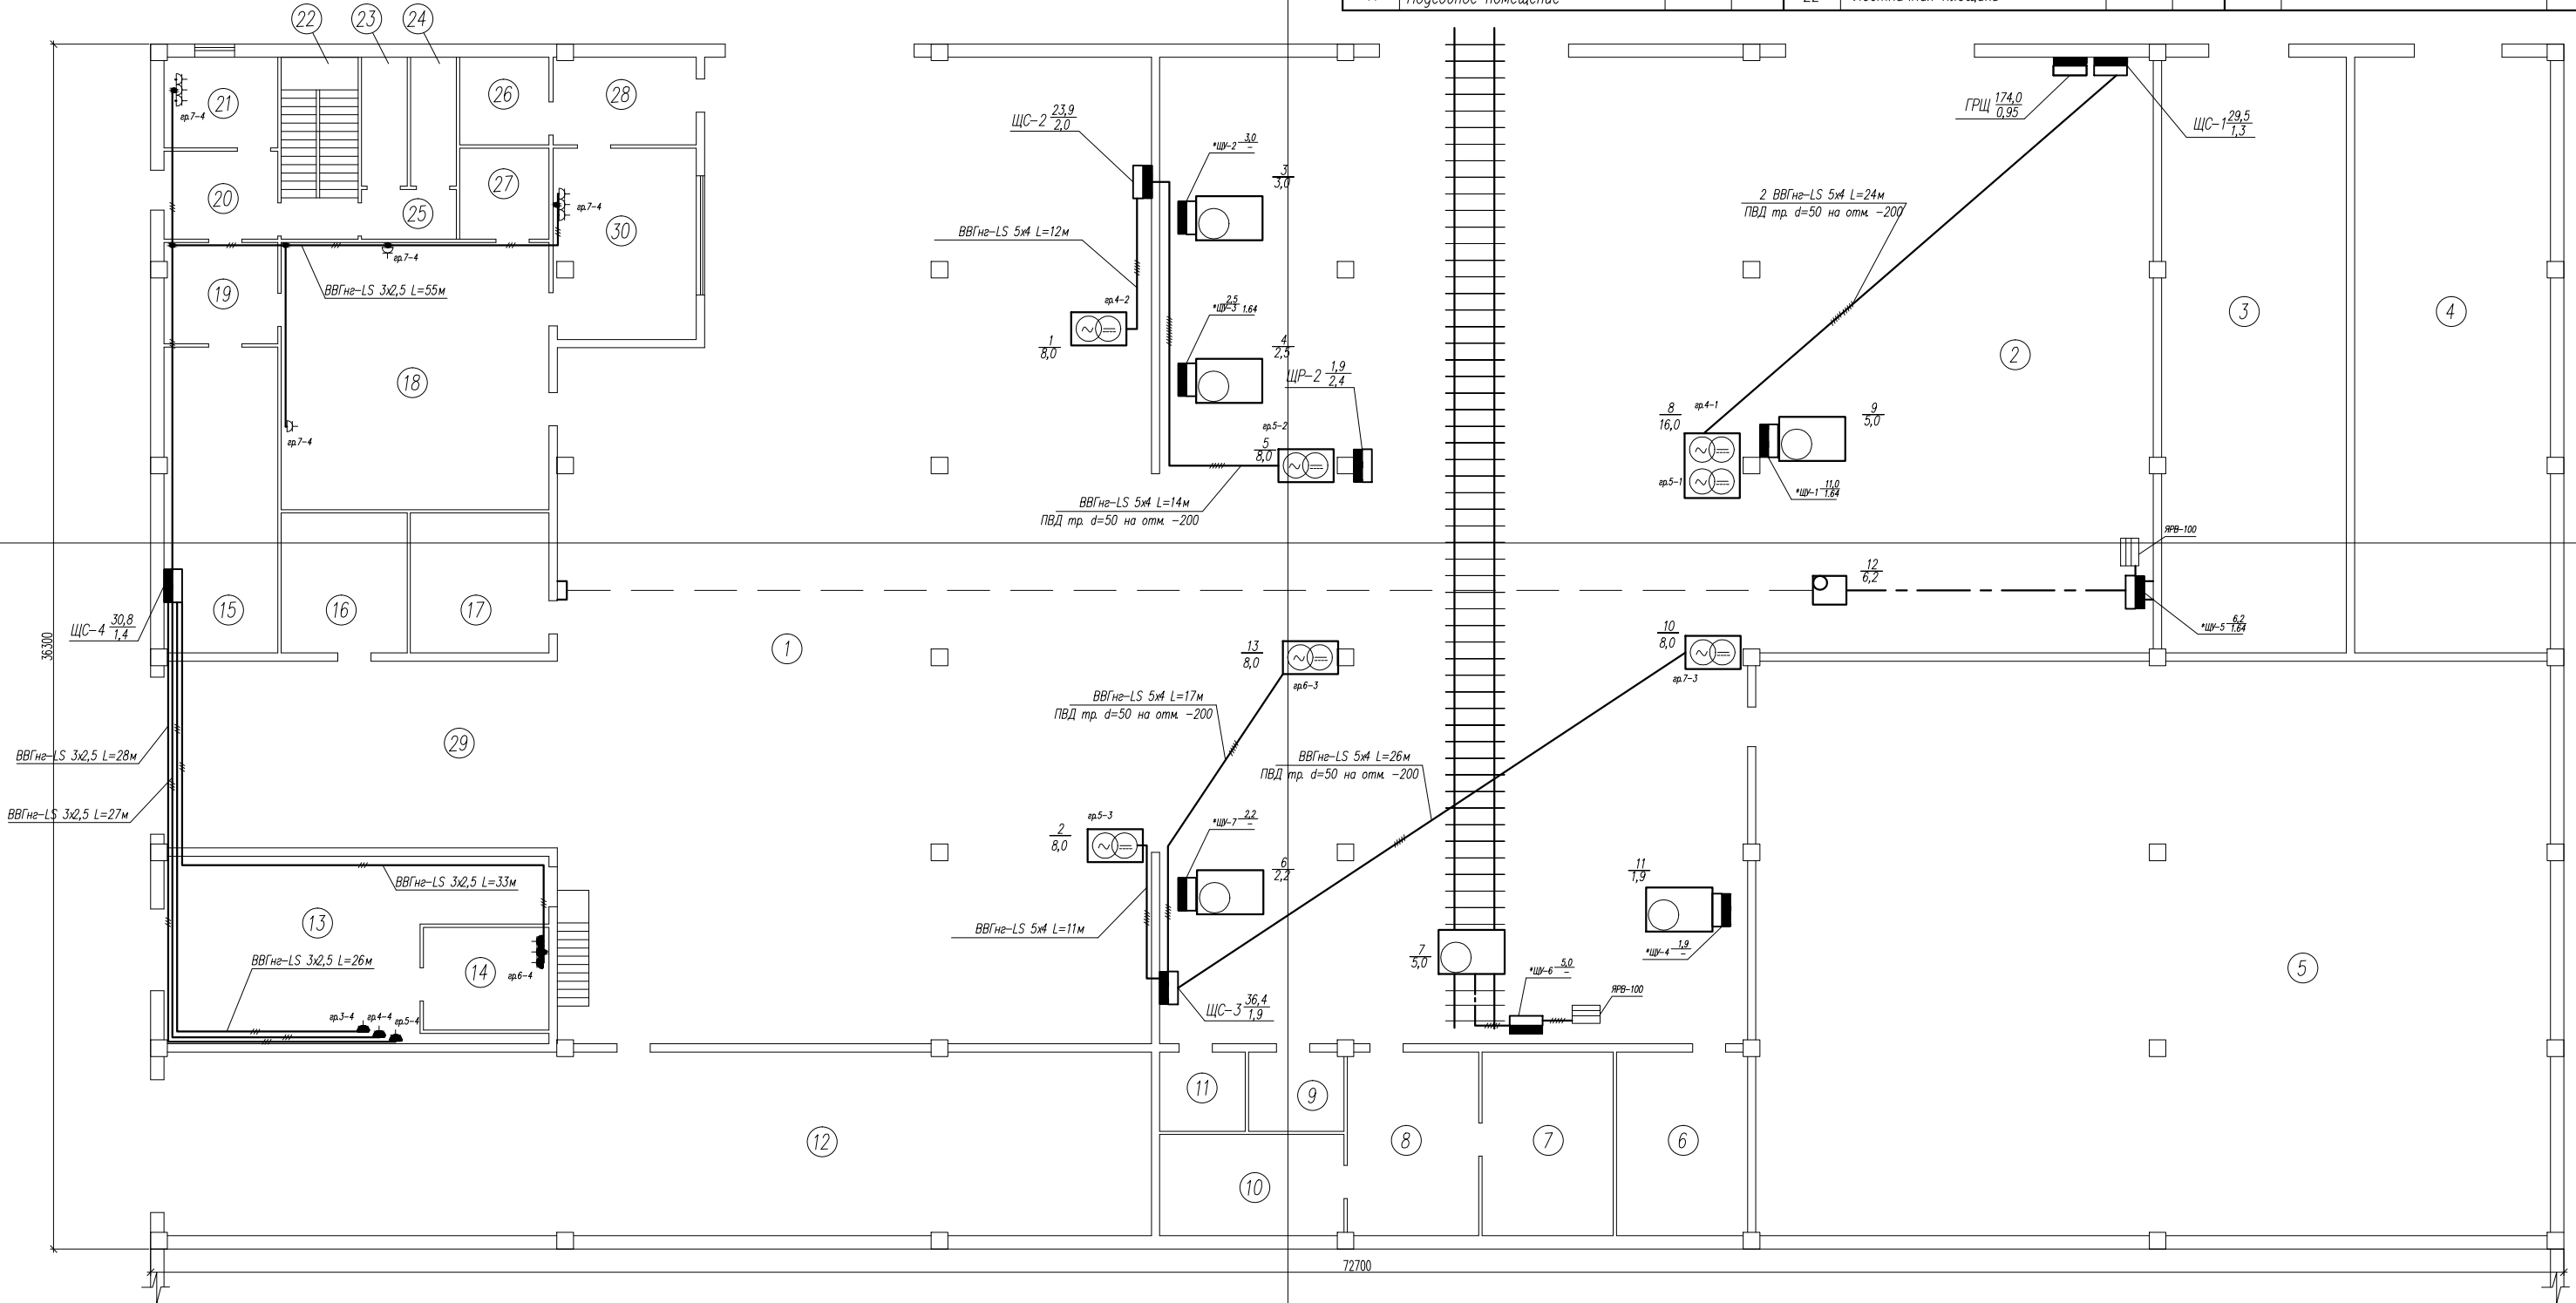 22
23
24
21
гр.7-4
26
28
20
25
27
гр.7-4
30
гр.7-4
19
ВВГнг-LS 3х2,5 L=55м
18
гр.7-4
15
16
17
ЩС-4 30,8
1,4
36300
1
29
ВВГнг-LS 3х2,5 L=28м
ВВГнг-LS 3х2,5 L=27м
ВВГнг-LS 3х2,5 L=33м
13
ВВГнг-LS 3х2,5 L=26м
14
гр.6-4
гр.3-4
гр.4-4
гр.5-4
12
ЩС-2 23,9
2,0
*ЩУ-2 3,0
-
3
3,0
ВВГнг-LS 5х4 L=12м
гр.4-2
1
8,0
2,5
*ЩУ-3 1.64
4
2,5
ЩР-2 1,9
2,4
гр.5-2
5
8,0
ВВГнг-LS 5х4 L=14м
ПВД тр. d=50 на отм. -200
ГРЩ 174,0
0,95
ЩС-1 29,5
1,3
2 ВВГнг-LS 5х4 L=24м
ПВД тр. d=50 на отм. -200
2
3
4
8
16,0
гр.4-1
9
5,0
гр.5-1
*ЩУ-1 11,0
1.64
ЯРВ-100
12
6,2
*ЩУ-5 6,2
1.64
13
8,0
гр.6-3
10
8,0
гр.7-3
ВВГнг-LS 5х4 L=17м
ПВД тр. d=50 на отм. -200
ВВГнг-LS 5х4 L=26м
ПВД тр. d=50 на отм. -200
гр.5-3
2
8,0
*ЩУ-7 2,2
-
6
2,2
ВВГнг-LS 5х4 L=11м
ЩС-3 36,4
1,9
7
5,0
*ЩУ-6 5,0
-
ЯРВ-100
11
1,9
*ЩУ-4 1,9
-
5
11
9
10
8
7
6
72700